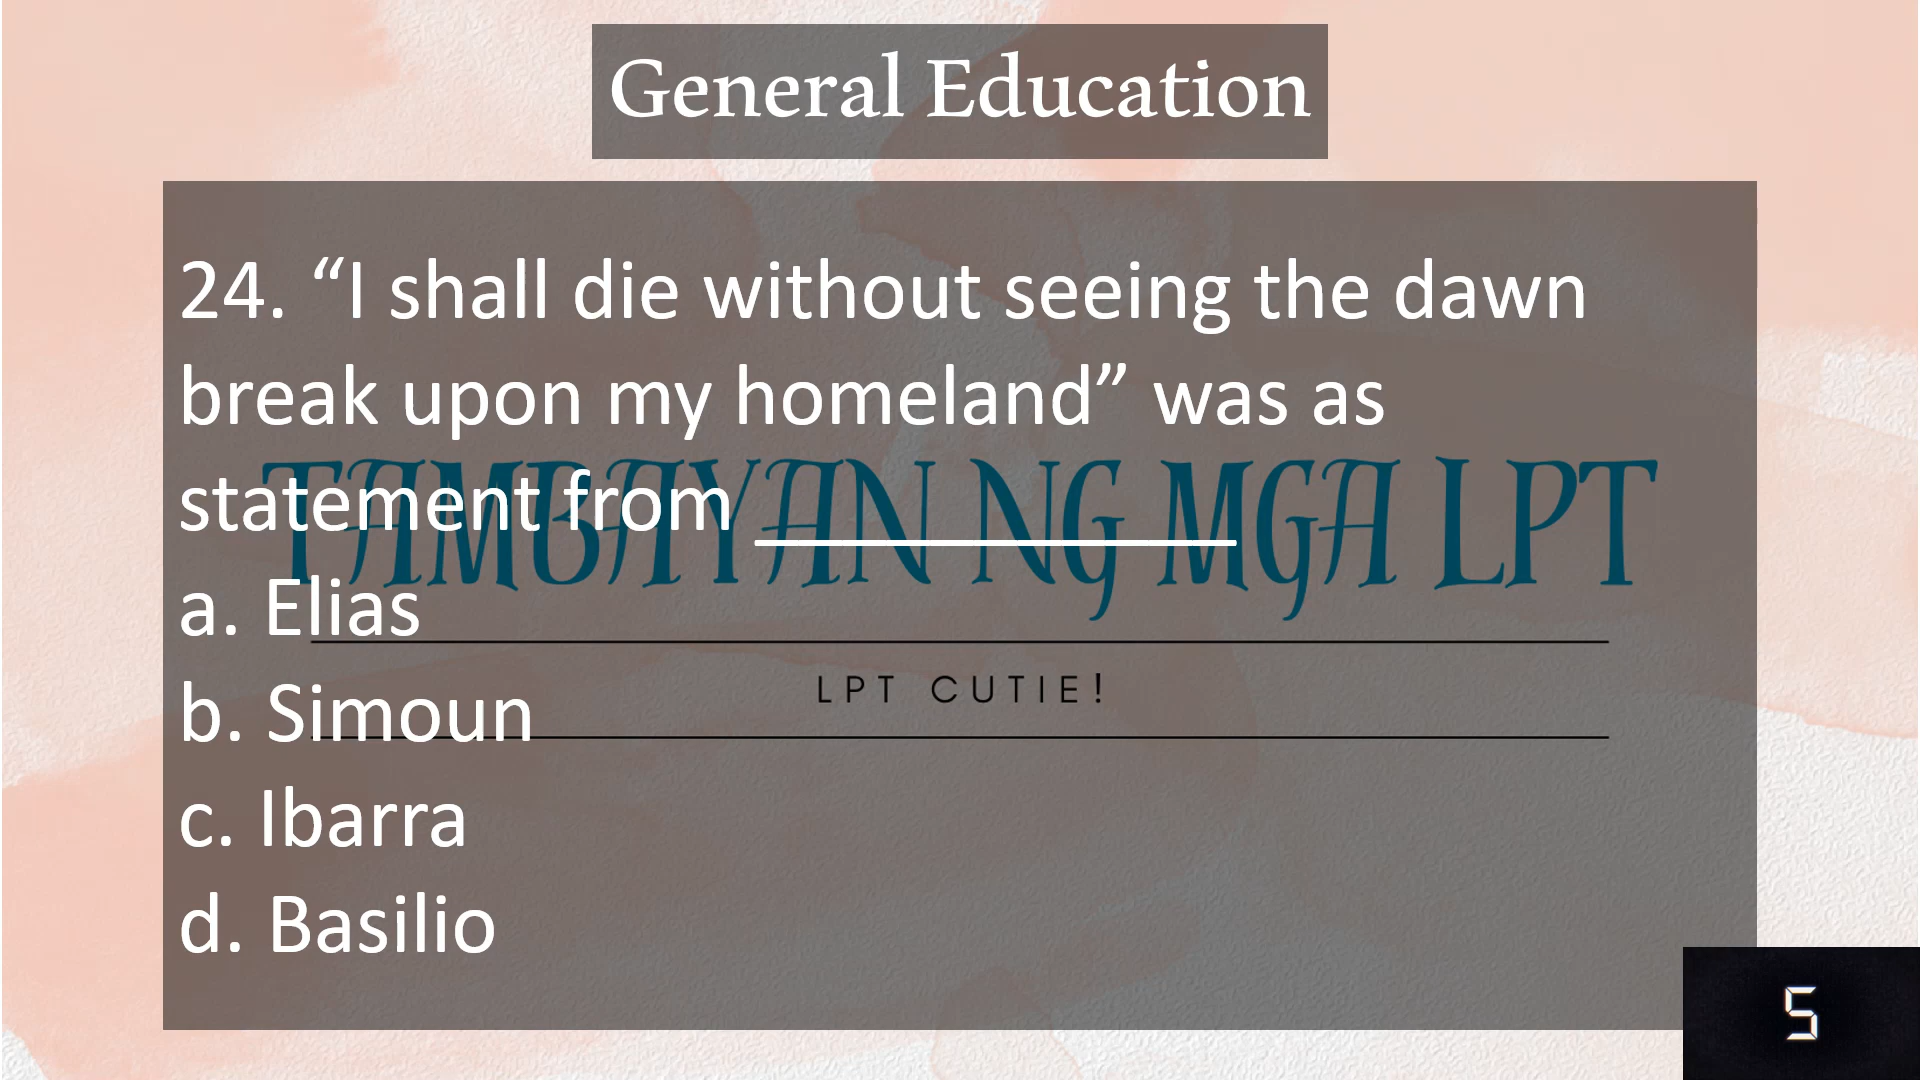 General Education
24. “I shall die without seeing the dawn
break upon my homeland” was as
statement from ____________
TAMBAYAN NG MGA LPT
a. Elias
LPT CUTIE!
b. Simoun
c. Ibarra
d. Basilio
5